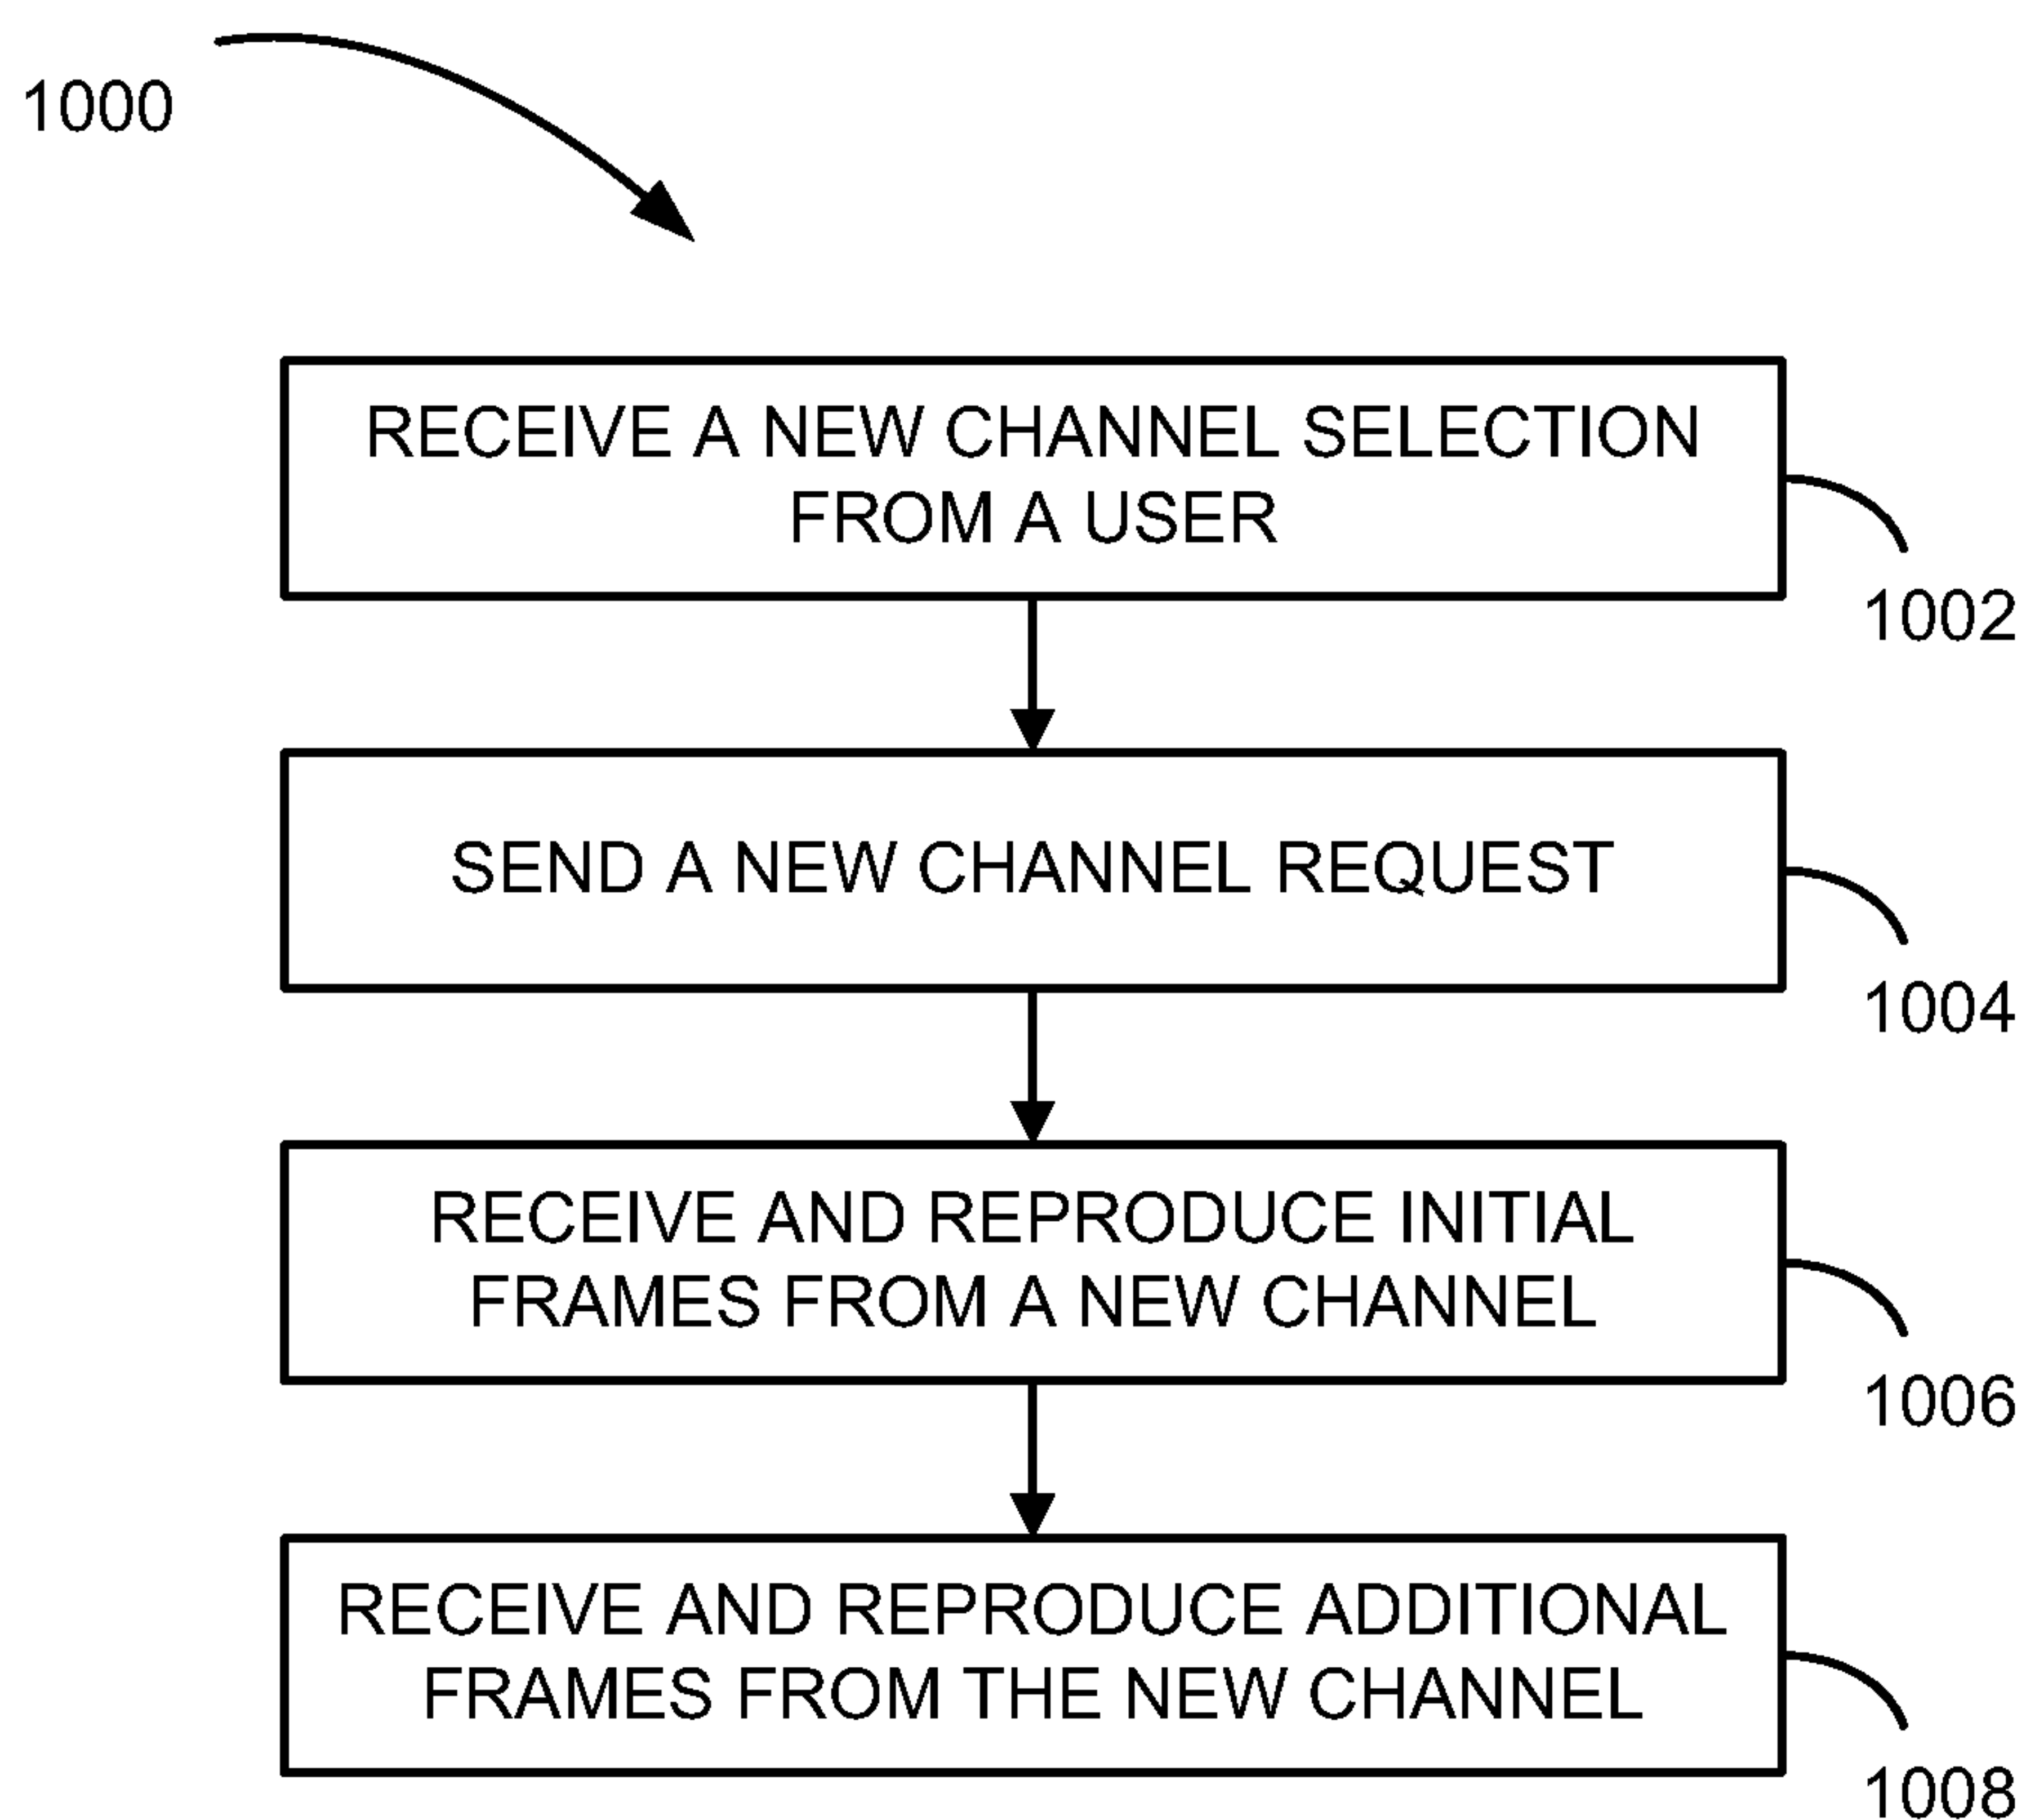 1000
RECEIVE A NEW CHANNEL SELECTION
FROM A USER
1002
SEND A NEW CHANNEL REQUEST
1004
RECEIVE AND REPRODUCE INITIAL
FRAMES FROM A NEW CHANNEL
1006
RECEIVE AND REPRODUCE ADDITIONAL
FRAMES FROM THE NEW CHANNEL
1008